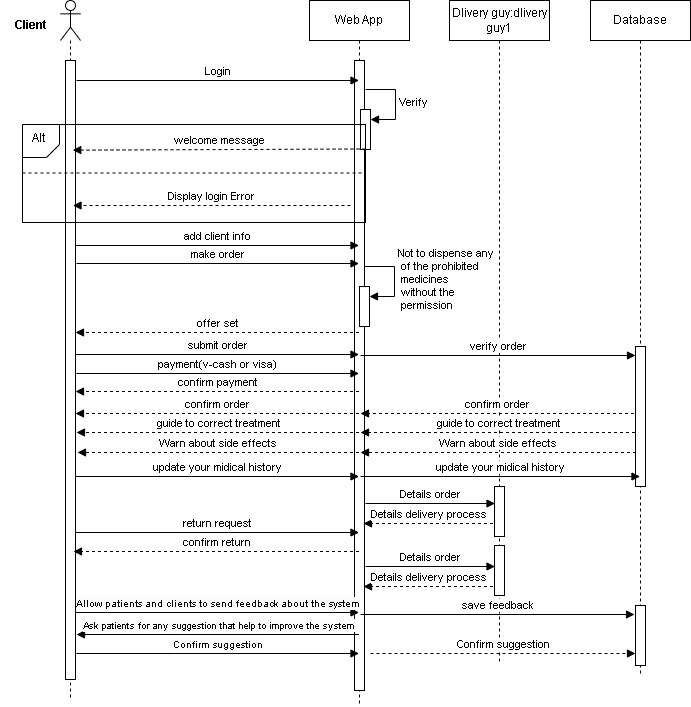 Client
Web App
Dlivery guy:dlivery
guy1
Database
Login
Verify
Alt
welcome message
Display login Error
add client info
make order
Not to dispense any
of the prohibited
medicines
without the
permission
offer set
submit order
verify order
payment(v-cash or visa)
confirm payment
confirm order
confirm order
guide to correct treatment
guide to correct treatment
Warn about side effects
Warn about side effects
update your midical history
update your midical history
Details order
Details delivery process
return request
confirm return
Details order
Details delivery process
Allow patients and clients to send feedback about the system
save feedback
Ask patients for any suggestion that help to improve the system
Confirm suggestion
Confirm suggestion